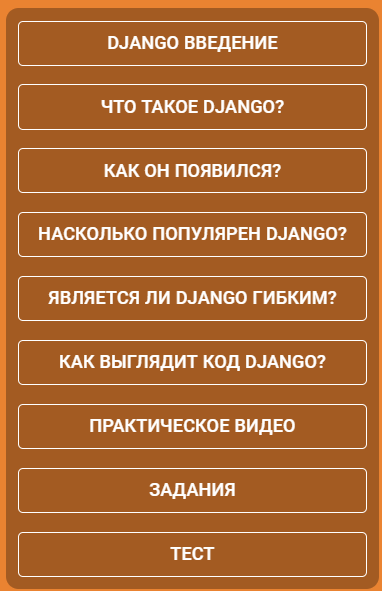 DJANGO ВВЕДЕНИЕ
ЧТО ТАКОЕ DJANGO?
КАК ОН ПОЯВИЛСЯ?
НАСКОЛЬКО ПОПУЛЯРЕН DJANGO?
ЯВЛЯЕТСЯ ЛИ DJANGO ГИБКИМ?
КАК ВЫГЛЯДИТ КОД DJANGO?
ПРАКТИЧЕСКОЕ ВИДЕО
ЗАДАНИЯ
ТЕСТ